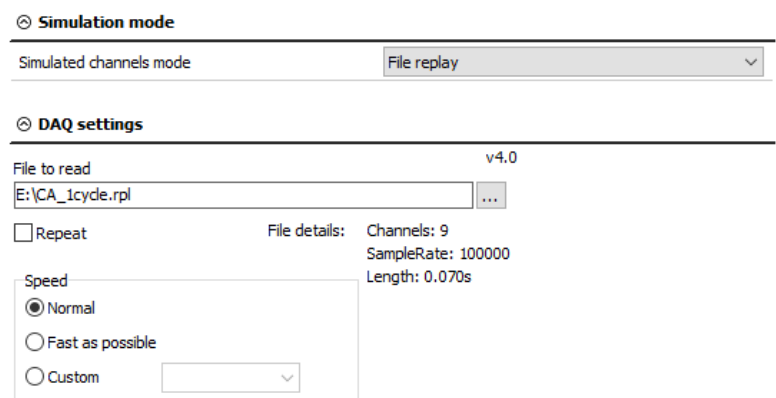 Simulation mode
Simulated channels mode File replay
DAQ settings
v4.0
File to read
E:\CA_1cycle.rpl ...
Repeat File details: Channels: 9
SampleRate: 100000
Length: 0.070s
Speed
Normal
Fast as possible
Custom